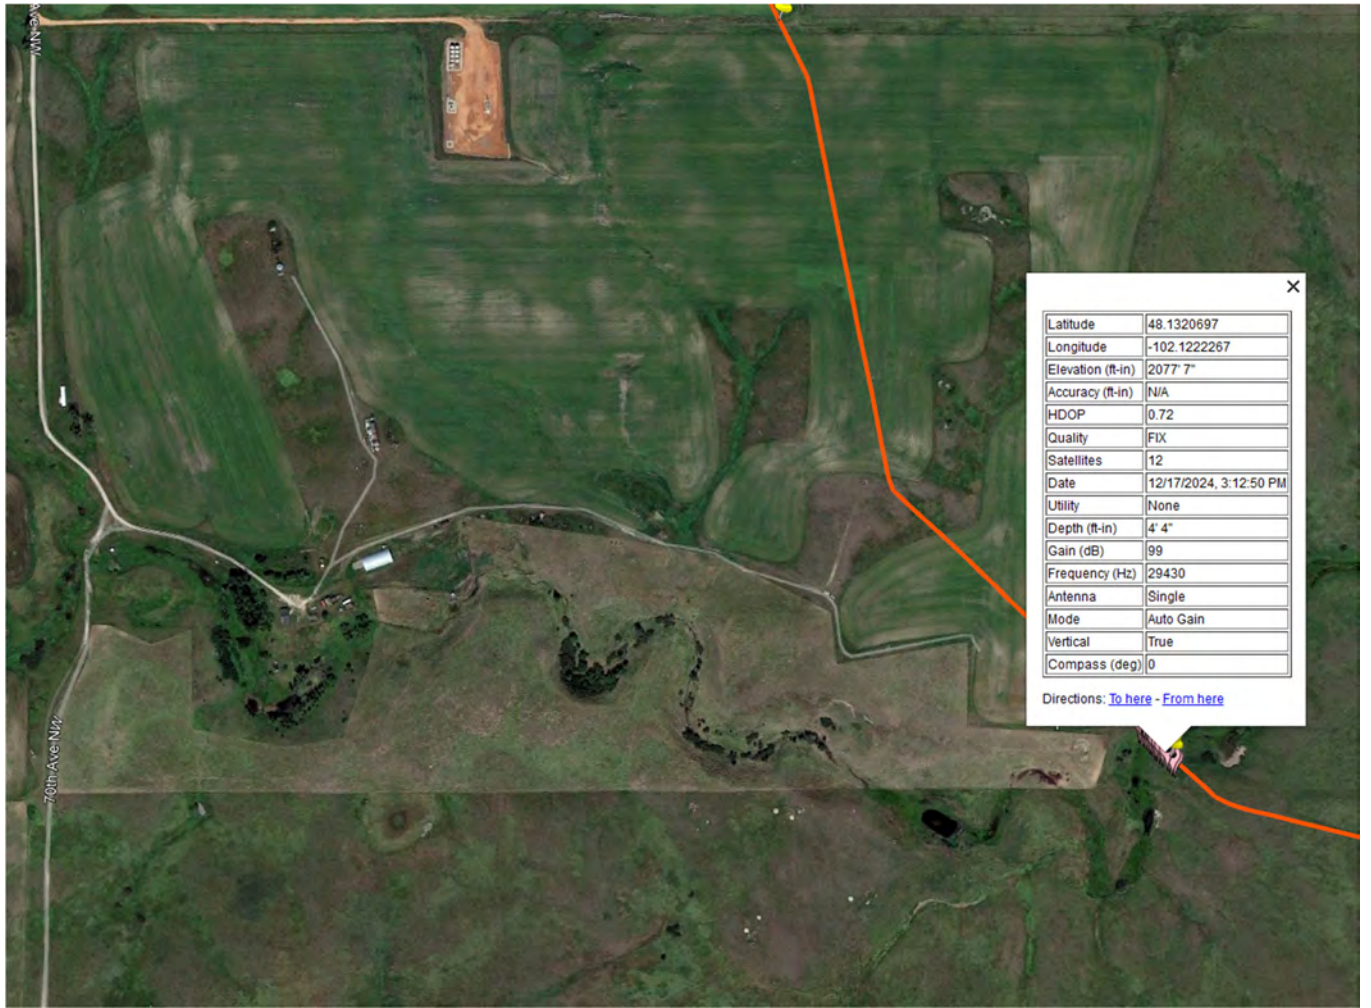 Ave NW
Latitude 48.1320697
Longitude -102.1222267
Elevation (ft-in) 2077' 7"
Accuracy (ft-in) N/A
HDOP 0.72
Quality FIX
Satellites 12
Date 12/17/2024, 3:12:50 PM
Utility None
Depth (ft-in) 4' 4"
Gain (dB) 99
Frequency (Hz) 29430
Antenna Single
Mode Auto Gain
Vertical True
Compass (deg) 0
Directions: To here - From here
70th Ave NW